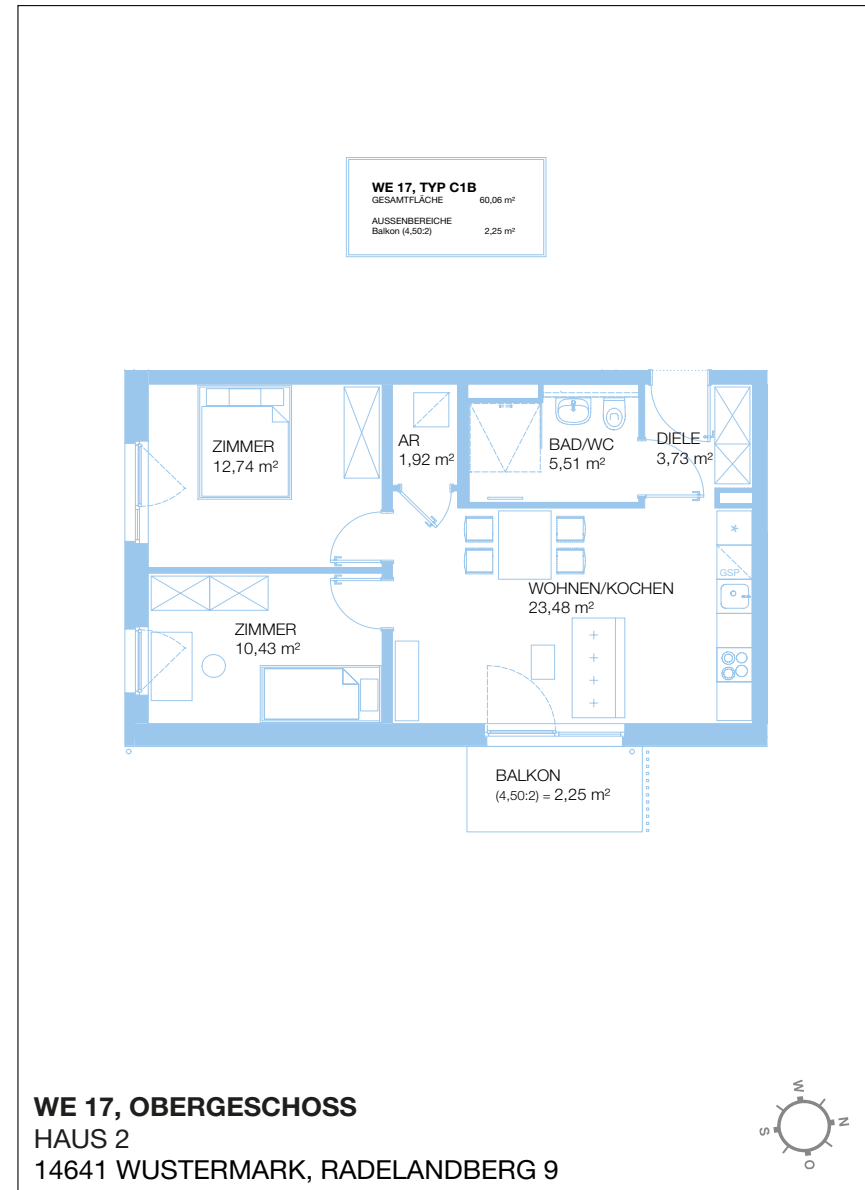 WE 17, TYP C1B
GESAMTFLÄCHE 60,06 m²
AUSSENBEREICHE
Balkon (4,50:2) 2,25 m²
ZIMMER
12,74 m²
AR
1,92 m²
BAD/WC
5,51 m²
DIELE
3,73 m²
*
GSP
WOHNEN/KOCHEN
23,48 m²
ZIMMER
10,43 m²
BALKON
(4,50:2) = 2,25 m²
WE 17, OBERGESCHOSS
HAUS 2
14641 WUSTERMARK, RADELANDBERG 9
W
N
S
O